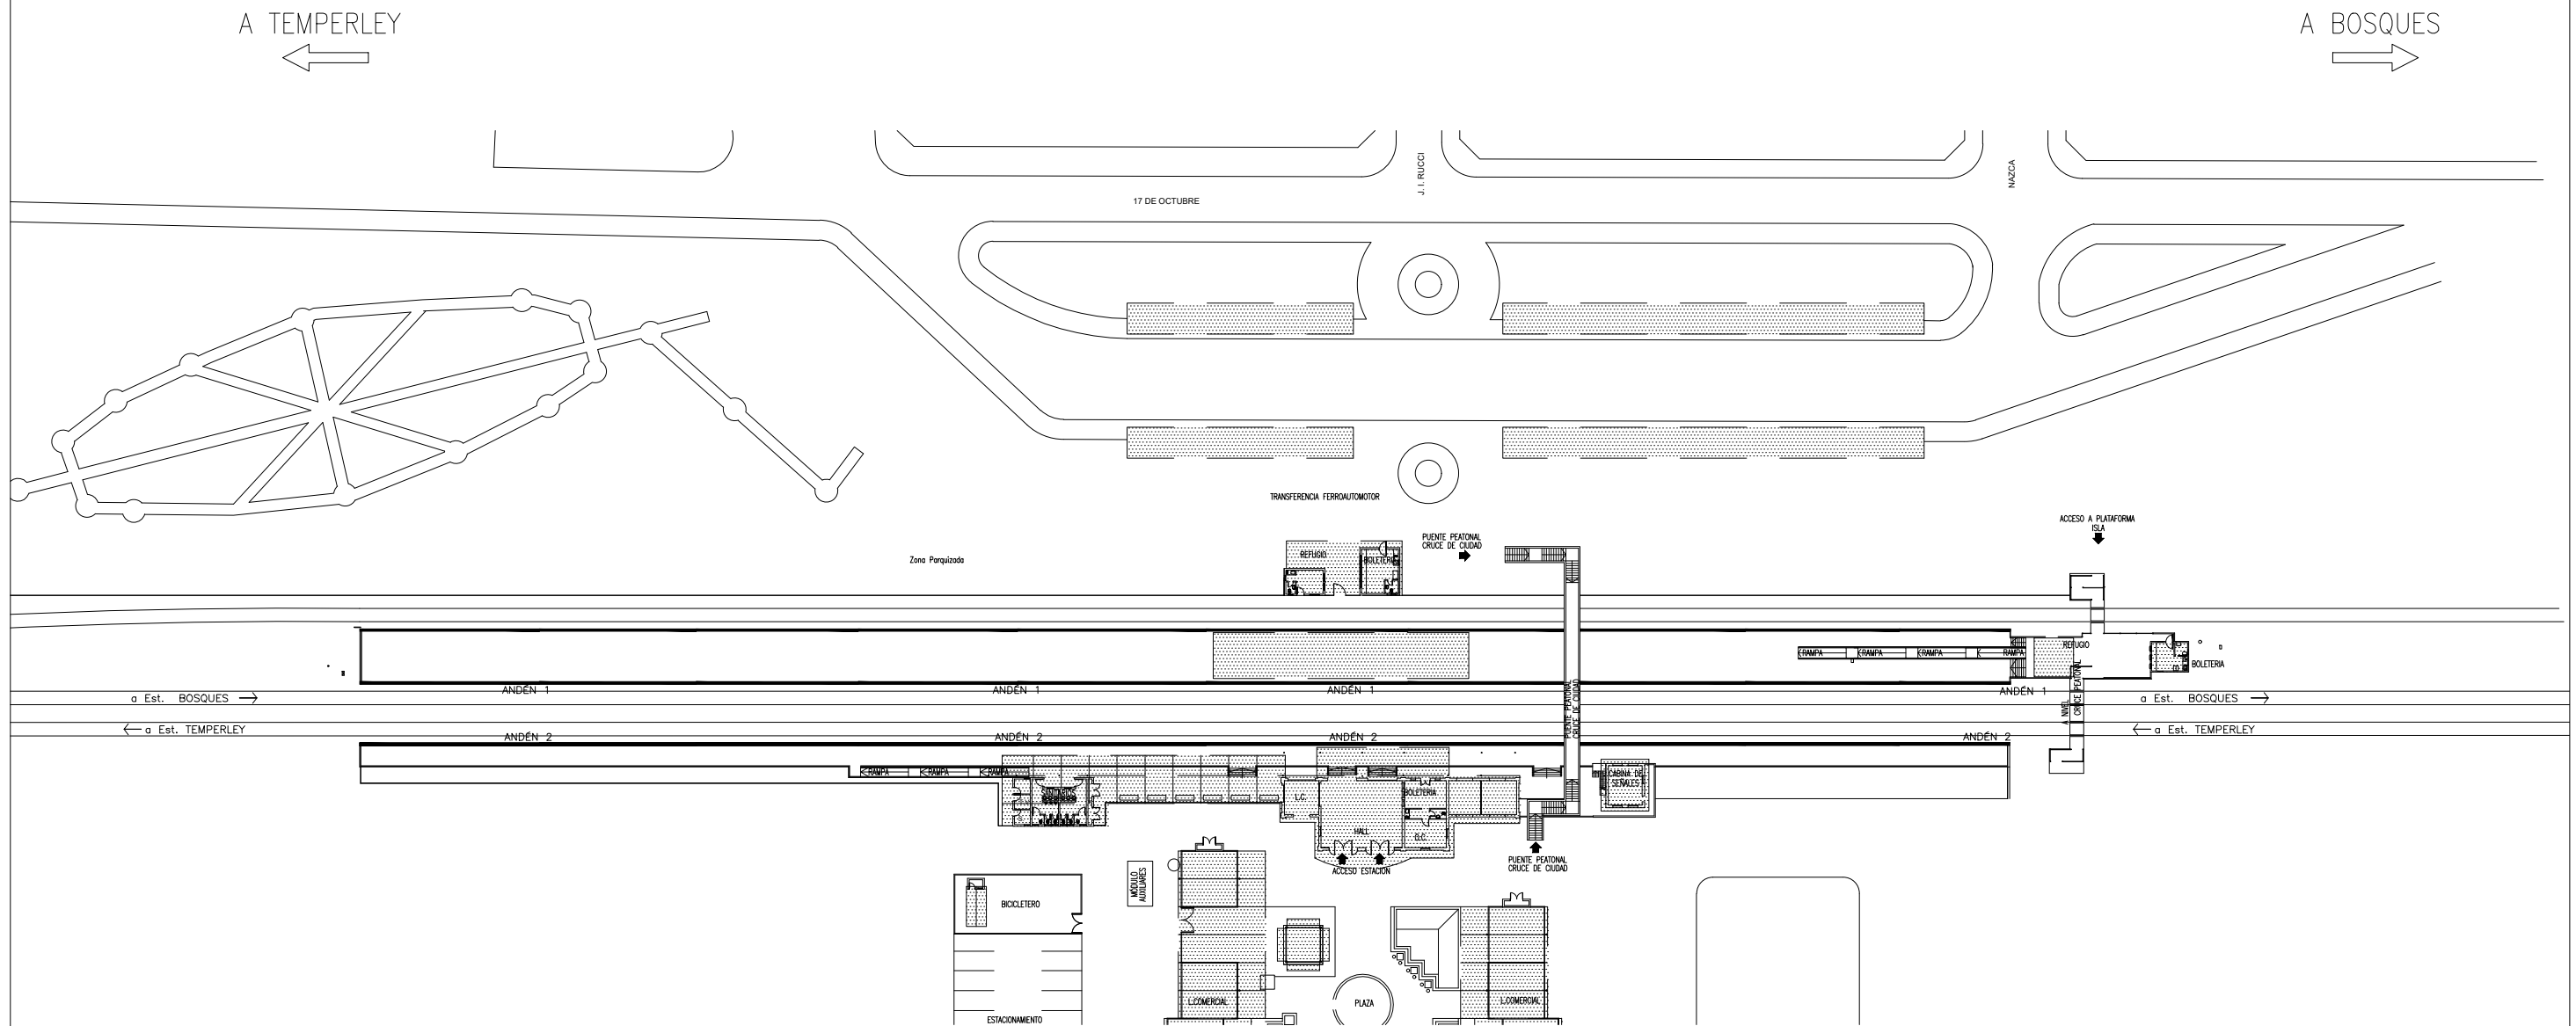 A TEMPERLEY
A BOSQUES
J. I. RUCCI
NAZCA
17 DE OCTUBRE
TRANSFERENCIA FERROAUTOMOTOR
ACCESO A PLATAFORMA
ISLA
PUENTE PEATONAL
CRUCE DE CIUDAD
Zona Parquizada
REFUGIO
BOLETERIA
RAMPA
RAMPA
RAMPA
RAMPA
REFUGIO
BOLETERIA
ANDÉN 1
ANDÉN 1
ANDÉN 1
ANDÉN 1
a Est. BOSQUES
a Est. BOSQUES
PUENTE PEATONAL
CRUCE DE CIUDAD
A NIVEL
CRUCE PEATONAL
a Est. TEMPERLEY
a Est. TEMPERLEY
ANDÉN 2
ANDÉN 2
ANDÉN 2
ANDÉN 2
RAMPA
RAMPA
RAMPA
CABINA DE
SEÑALES
L.C.
BOLETERIA
HALL
O.C.
ACCESO ESTACION
PUENTE PEATONAL
CRUCE DE CIUDAD
MÓDULO
AUXILIARES
BICICLETERO
L.COMERCIAL
PLAZA
L.COMERCIAL
ESTACIONAMIENTO